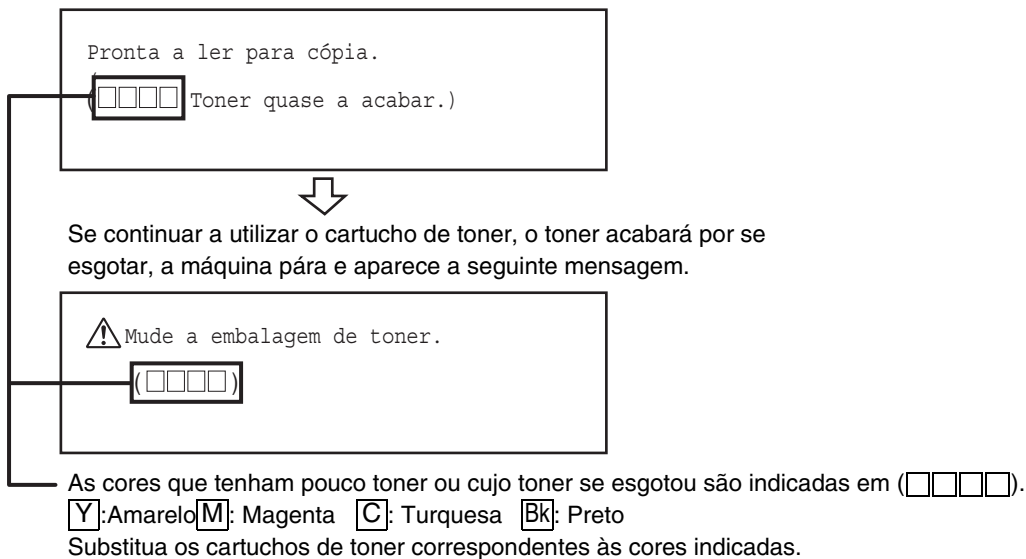 Pronta a ler para cópia.
(□□□□ Toner quase a acabar.)
Se continuar a utilizar o cartucho de toner, o toner acabará por se
esgotar, a máquina pára e aparece a seguinte mensagem.
Mude a embalagem de toner.
(□□□□)
As cores que tenham pouco toner ou cujo toner se esgotou são indicadas em (□□□□).
Y:Amarelo M: Magenta C: Turquesa Bk: Preto
Substitua os cartuchos de toner correspondentes às cores indicadas.